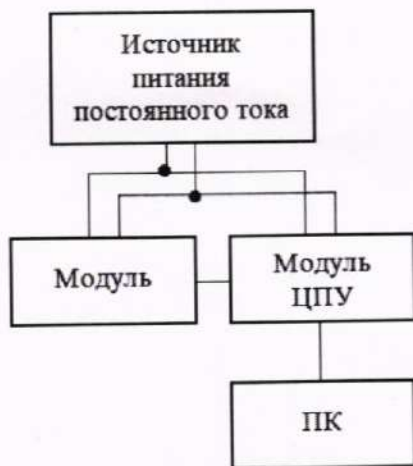 Источник
питания
постоянного тока
Модуль
Модуль
ЦПУ
ПК